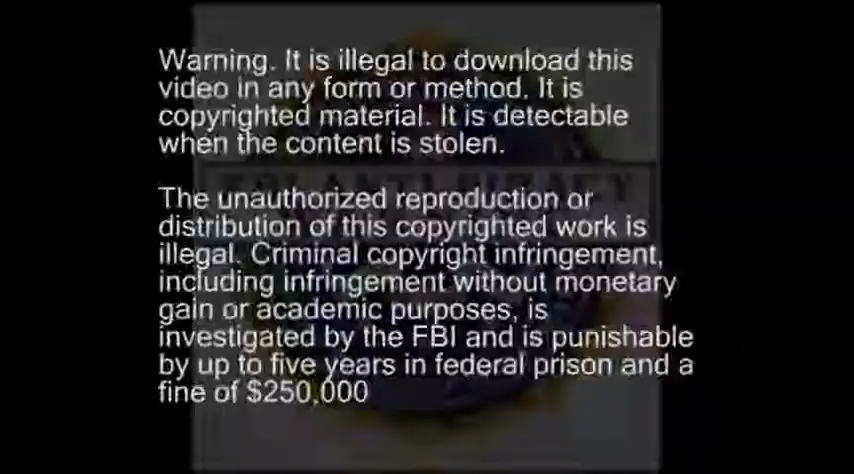 Warning. It is illegal to download this
video in any form or method. It is
copyrighted material. It is detectable
when the content is stolen.
The unauthorized reproduction or
distribution of this copyrighted work is
illegal. Criminal copyright infringement,
including infringement without monetary
gain or academic purposes, is
investigated by the FBI and is punishable
by up to five years in federal prison and a
fine of $250,000